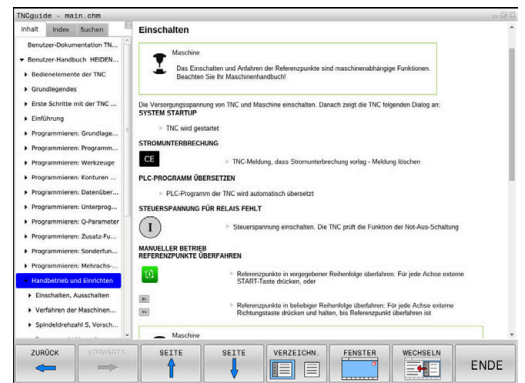 TNCguide - main.chm
Inhalt Index Suchen
Benutzer-Dokumentation TN...
Benutzer-Handbuch HEIDEN...
Bedienelemente der TNC
Grundlegendes
Erste Schritte mit der TNC ...
Einführung
Programmieren: Grundlage...
Programmieren: Programm...
Programmieren: Werkzeuge
Programmieren: Konturen ...
Programmieren: Datenüber...
Programmieren: Unterprog...
Programmieren: Q-Parameter
Programmieren: Zusatz-Fu...
Programmieren: Sonderfun...
Programmieren: Mehrachs-...
Handbetrieb und Einrichten
Einschalten, Ausschalten
Verfahren der Maschinen...
Spindeldrehzahl S, Vorsch...
Einschalten
Maschine
Das Einschalten und Anfahren der Referenzpunkte sind maschinenabhängige Funktionen.
Beachten Sie Ihr Maschinenhandbuch!
Die Versorgungsspannung von TNC und Maschine einschalten. Danach zeigt die TNC folgenden Dialog an:
SYSTEM STARTUP
TNC wird gestartet
STROMUNTERBRECHUNG
CE
TNC-Meldung, dass Stromunterbrechung vorlag - Meldung löschen
PLC-PROGRAMM ÜBERSETZEN
PLC-Programm der TNC wird automatisch übersetzt
STEUERSPANNUNG FÜR RELAIS FEHLT
I
Steuerspannung einschalten. Die TNC prüft die Funktion der Not-Aus-Schaltung
MANUELLER BETRIEB
REFERENZPUNKTE ÜBERFAHREN
Referenzpunkte in vorgegebener Reihenfolge überfahren: Für jede Achse externe
START-Taste drücken, oder
X+
Y+
Referenzpunkte in beliebiger Reihenfolge überfahren: Für jede Achse externe
Richtungstaste drücken und halten, bis Referenzpunkt überfahren ist
Maschine
ZURÜCK VORWÄRTS SEITE SEITE VERZEICHN. FENSTER WECHSELN ENDE